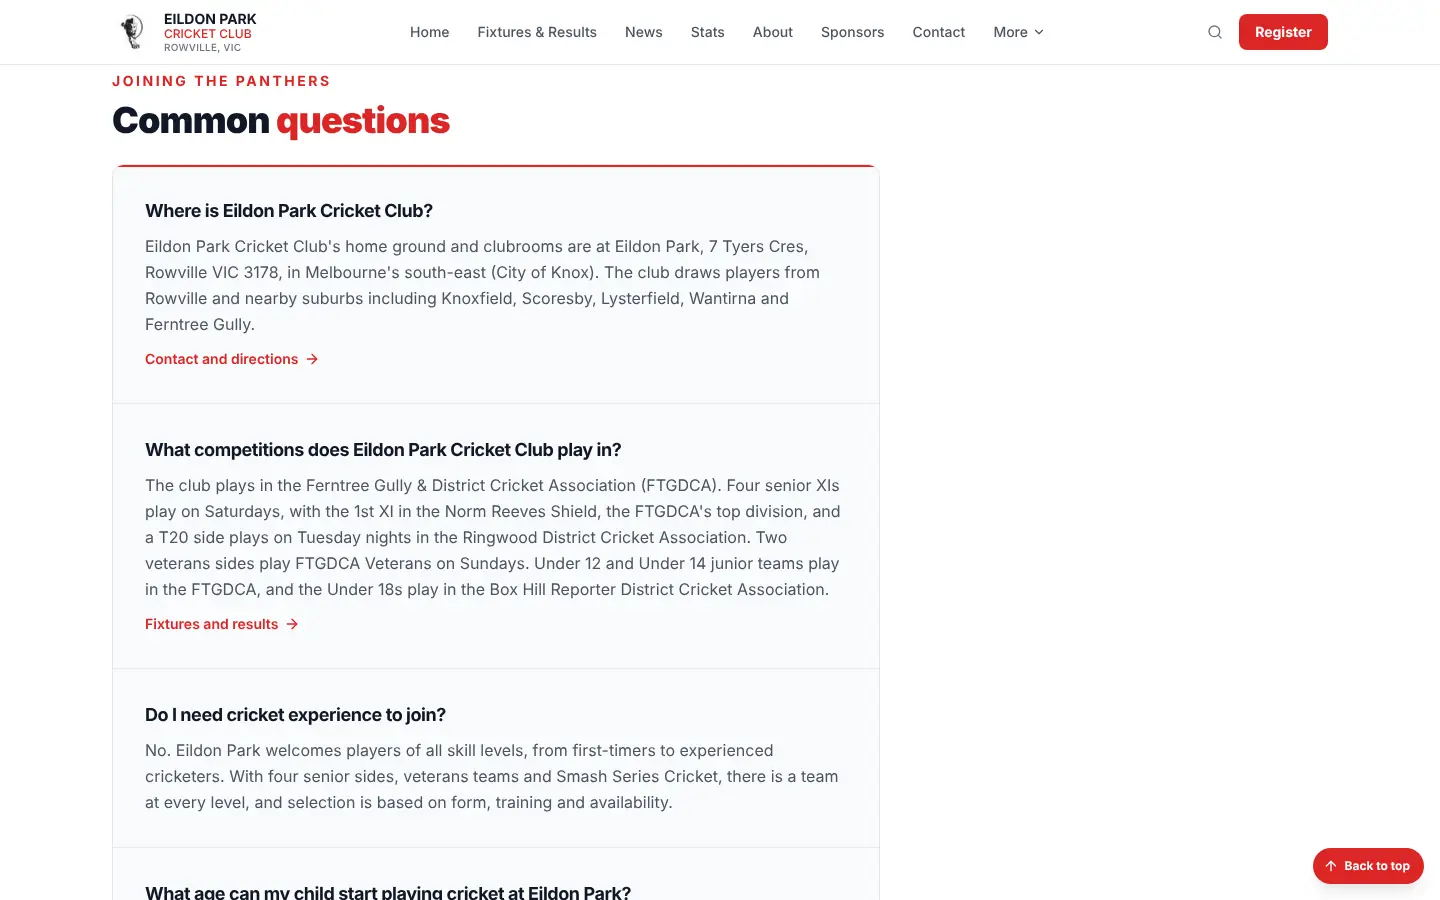 EILDON PARK
CRICKET CLUB
ROWVILLE, VIC
Home
Fixtures & Results
News
Stats
About
Sponsors
Contact
More
Register
JOINING THE PANTHERS
Common questions
Where is Eildon Park Cricket Club?
Eildon Park Cricket Club's home ground and clubrooms are at Eildon Park, 7 Tyers Cres,
Rowville VIC 3178, in Melbourne's south-east (City of Knox). The club draws players from
Rowville and nearby suburbs including Knoxfield, Scoresby, Lysterfield, Wantirna and
Ferntree Gully.
Contact and directions →
What competitions does Eildon Park Cricket Club play in?
The club plays in the Ferntree Gully & District Cricket Association (FTGDCA). Four senior XIs
play on Saturdays, with the 1st XI in the Norm Reeves Shield, the FTGDCA's top division, and
a T20 side plays on Tuesday nights in the Ringwood District Cricket Association. Two
veterans sides play FTGDCA Veterans on Sundays. Under 12 and Under 14 junior teams play
in the FTGDCA, and the Under 18s play in the Box Hill Reporter District Cricket Association.
Fixtures and results →
Do I need cricket experience to join?
No. Eildon Park welcomes players of all skill levels, from first-timers to experienced
cricketers. With four senior sides, veterans teams and Smash Series Cricket, there is a team
at every level, and selection is based on form, training and availability.
What age can my child start playing cricket at Eildon Park?
↑ Back to top